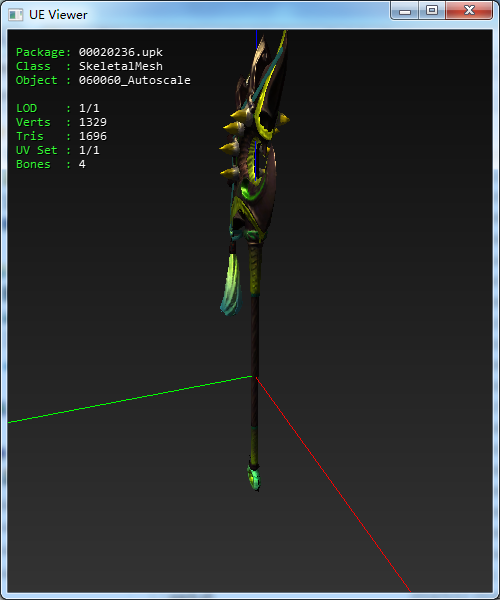 UE Viewer
Package: 00020236.upk
Class : SkeletalMesh
Object : 060060_Autoscale
LOD : 1/1
Verts : 1329
Tris : 1696
UV Set : 1/1
Bones : 4